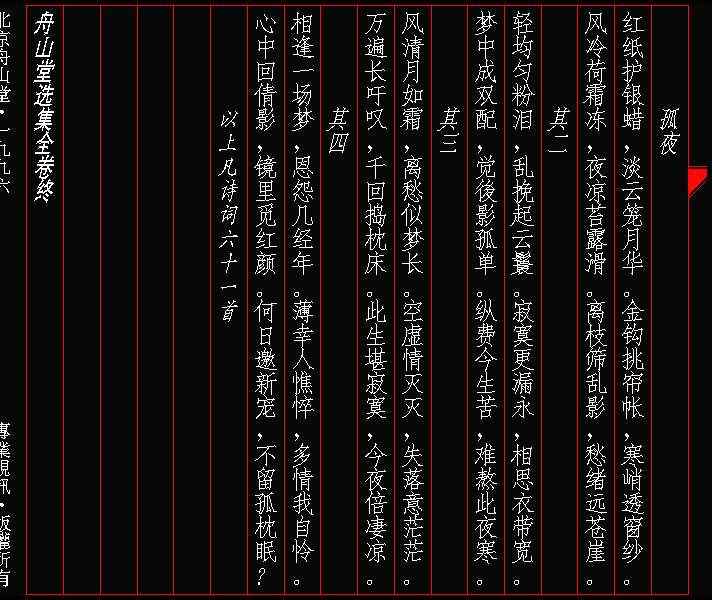 孤夜
红纸护银蜡，淡云笼月华。金钩挑帘帐，寒峭透窗纱。
风冷荷霜冻，夜凉苔露滑。离枝筛乱影，愁绪远苍崖。
其二
轻均匀粉泪，乱挽起云鬟。寂寞更漏永，相思衣带宽。
梦中成双配，觉後影孤单。纵费今生苦，难熬此夜寒。
其三
风清月如霜，离愁似梦长。空虚情灭灭，失落意茫茫。
万遍长吁叹，千回捣枕床。此生堪寂寞，今夜倍凄凉。
其四
相逢一场梦，恩怨几经年。薄幸人憔悴，多情我自怜。
心中回倩影，镜里觅红颜。何日邀新宠，不留孤枕眠？
以上凡诗词六十一首
舟山堂选集全卷终
北京舟山堂·一九九六
專業視訊·版權所有